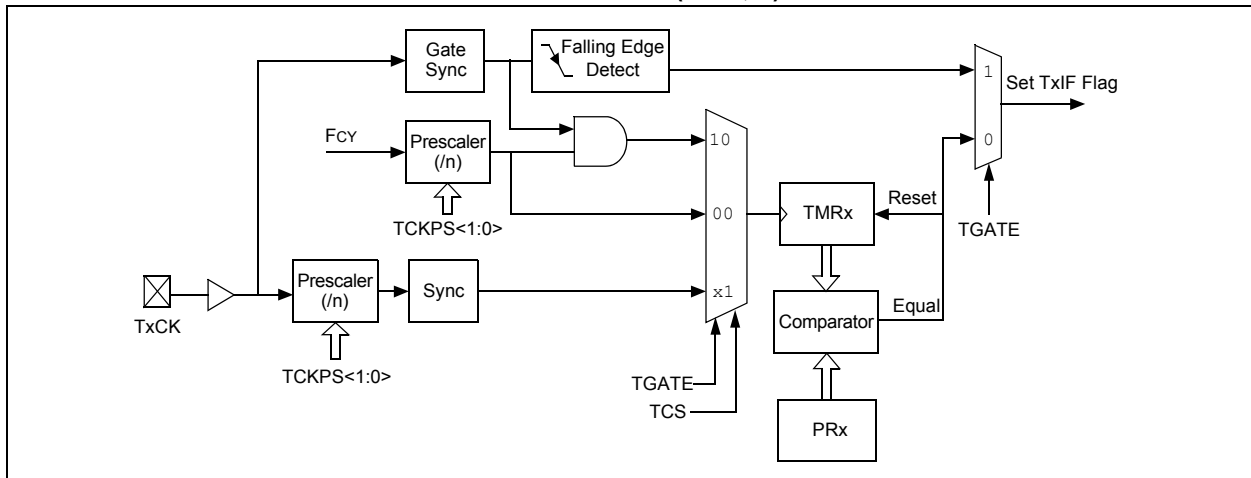 Gate
Sync
Falling Edge
Detect
1
Set TxIF Flag
FCY
Prescaler
(/n)
10
0
TCKPS<1:0>
00
TMRx
Reset
TGATE
TxCK
Prescaler
(/n)
Sync
x1
Comparator
Equal
TCKPS<1:0>
TGATE
TCS
PRx